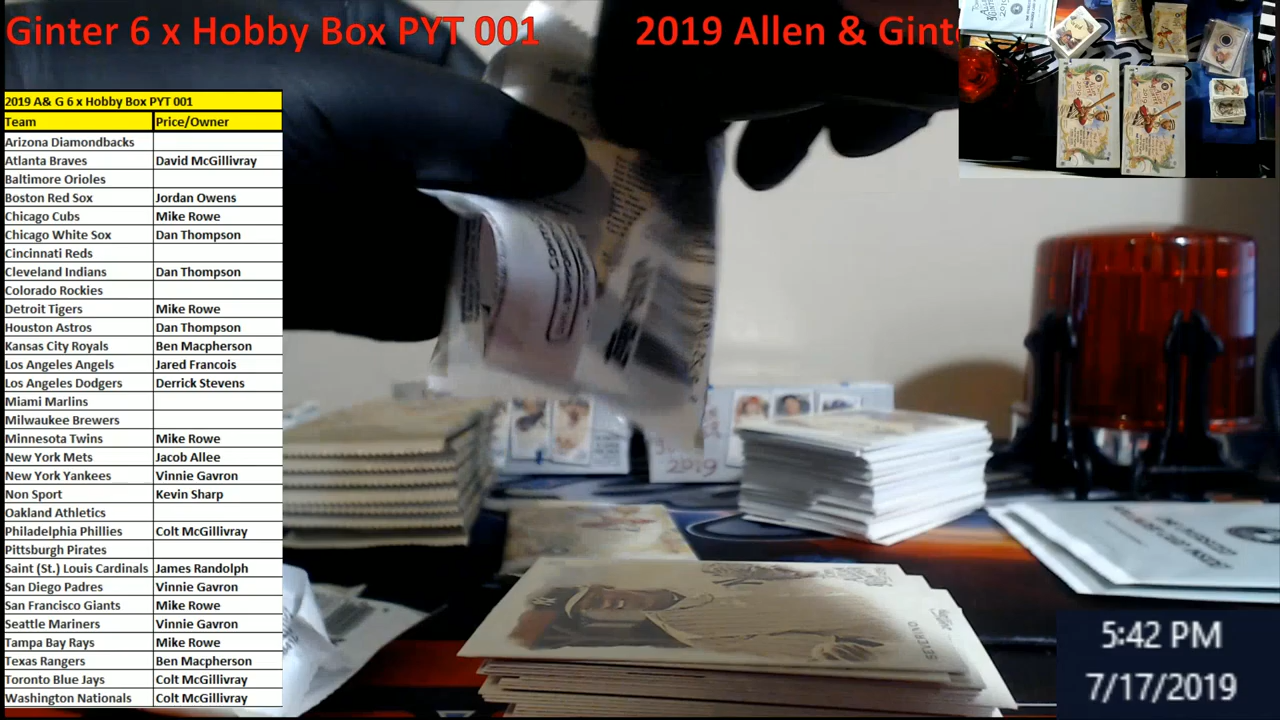 Ginter 6 x Hobby Box PYT 001 2019 Allen & Gint
2019 A& G 6 x Hobby Box PYT 001
Team Price/Owner
Arizona Diamondbacks
Atlanta Braves David McGillivray
Baltimore Orioles
Boston Red Sox Jordan Owens
Chicago Cubs Mike Rowe
Chicago White Sox Dan Thompson
Cincinnati Reds
Cleveland Indians Dan Thompson
Colorado Rockies
Detroit Tigers Mike Rowe
Houston Astros Dan Thompson
Kansas City Royals Ben Macpherson
Los Angeles Angels Jared Francois
Los Angeles Dodgers Derrick Stevens
Miami Marlins
Milwaukee Brewers
Minnesota Twins Mike Rowe
New York Mets Jacob Allee
New York Yankees Vinnie Gavron
Non Sport Kevin Sharp
Oakland Athletics
Philadelphia Phillies Colt McGillivray
Pittsburgh Pirates
Saint (St.) Louis Cardinals James Randolph
San Diego Padres Vinnie Gavron
San Francisco Giants Mike Rowe
Seattle Mariners Vinnie Gavron
Tampa Bay Rays Mike Rowe
Texas Rangers Ben Macpherson
Toronto Blue Jays Colt McGillivray
Washington Nationals Colt McGillivray
2019
SEVERINO
5:42 PM
7/17/2019